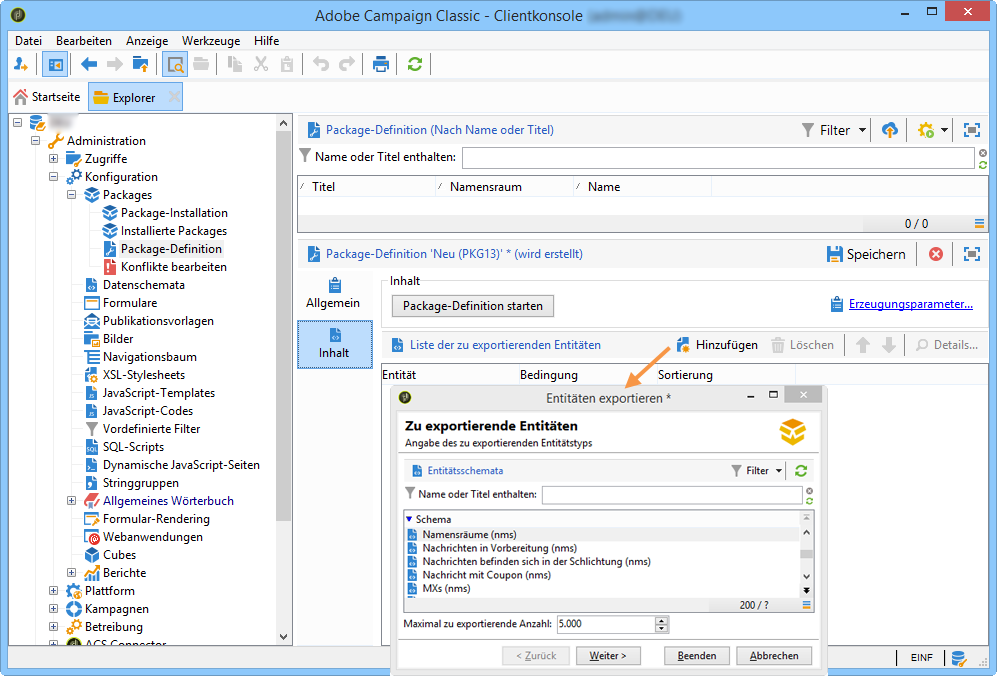 Adobe Campaign Classic - Clientkonsole
Datei Bearbeiten Anzeige Werkzeuge Hilfe
Startseite Explorer
Administration
Zugriffe
Konfiguration
Packages
Package-Installation
Installierte Packages
Package-Definition
Konflikte bearbeiten
Datenschemata
Formulare
Publikationsvorlagen
Bilder
Navigationsbaum
XSL-Stylesheets
JavaScript-Templates
JavaScript-Codes
Vordefinierte Filter
SQL-Scripts
Dynamische JavaScript-Seiten
Stringgruppen
Allgemeines Wörterbuch
Formular-Rendering
Webanwendungen
Cubes
Berichte
Plattform
Kampagnen
Betreibung
ACS Connector
Package-Definition (Nach Name oder Titel) Filter
Name oder Titel enthalten:
Titel Namensraum Name
0 / 0
Package-Definition 'Neu (PKG13)' * (wird erstellt) Speichern
Allgemein
Inhalt
Inhalt
Package-Definition starten Erzeugungsparameter...
Liste der zu exportierenden Entitäten Hinzufügen Löschen Details...
Entität Bedingung Sortierung
Entitäten exportieren *
Zu exportierende Entitäten
Angabe des zu exportierenden Entitätstyps
Entitätsschemata Filter
Name oder Titel enthalten:
Schema
Namensräume (nms)
Nachrichten in Vorbereitung (nms)
Nachrichten befinden sich in der Schlichtung (nms)
Nachricht mit Coupon (nms)
MXs (nms)
200 / ?
Maximal zu exportierende Anzahl: 5.000
< Zurück Weiter > Beenden Abbrechen
EINF